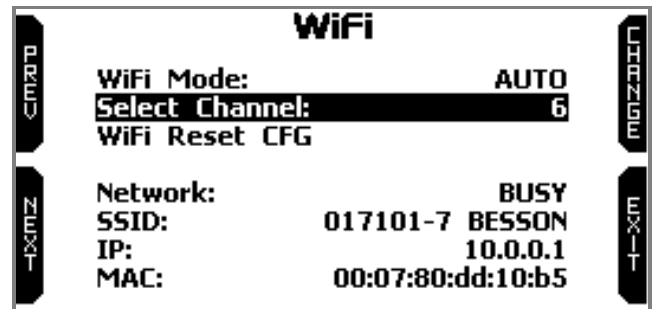 WiFi
PREV
CHANGE
WiFi Mode: AUTO
Select Channel: 6
WiFi Reset CFG
NEXT
EXIT
Network: BUSY
SSID: 017101-7 BESSON
IP: 10.0.0.1
MAC: 00:07:80:dd:10:b5